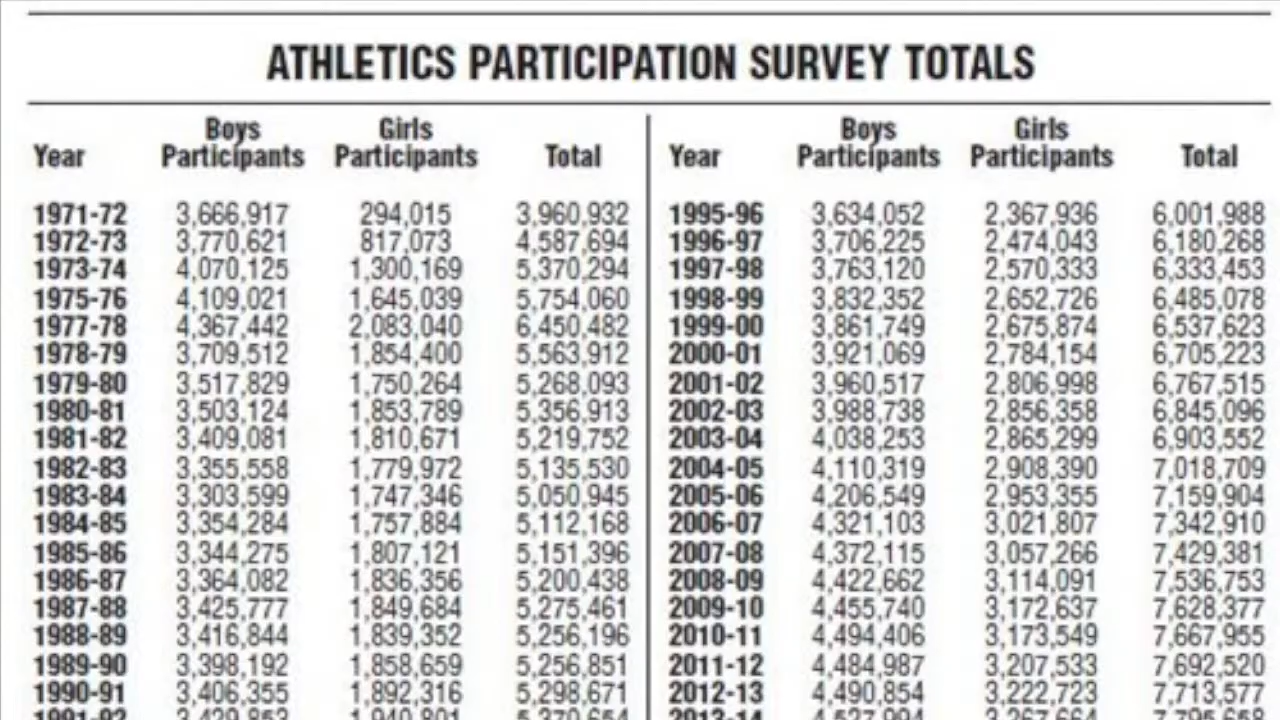 ATHLETICS PARTICIPATION SURVEY TOTALS
Year Boys Participants Girls Participants Total Year Boys Participants Girls Participants Total
1971-72 3,666,917 294,015 3,960,932 1995-96 3,634,052 2,367,936 6,001,988
1972-73 3,770,621 817,073 4,587,694 1996-97 3,706,225 2,474,043 6,180,268
1973-74 4,070,125 1,300,169 5,370,294 1997-98 3,763,120 2,570,333 6,333,453
1975-76 4,109,021 1,645,039 5,754,060 1998-99 3,832,352 2,652,726 6,485,078
1977-78 4,367,442 2,083,040 6,450,482 1999-00 3,861,749 2,675,874 6,537,623
1978-79 3,709,512 1,854,400 5,563,912 2000-01 3,921,069 2,784,154 6,705,223
1979-80 3,517,829 1,750,264 5,268,093 2001-02 3,960,517 2,806,998 6,767,515
1980-81 3,503,124 1,853,789 5,356,913 2002-03 3,988,738 2,856,358 6,845,096
1981-82 3,409,081 1,810,671 5,219,752 2003-04 4,038,253 2,865,299 6,903,552
1982-83 3,355,558 1,779,972 5,135,530 2004-05 4,110,319 2,908,390 7,018,709
1983-84 3,303,599 1,747,346 5,050,945 2005-06 4,206,549 2,953,355 7,159,904
1984-85 3,354,284 1,757,884 5,112,168 2006-07 4,321,103 3,021,807 7,342,910
1985-86 3,344,275 1,807,121 5,151,396 2007-08 4,372,115 3,057,266 7,429,381
1986-87 3,364,082 1,836,356 5,200,438 2008-09 4,422,662 3,114,091 7,536,753
1987-88 3,425,777 1,849,684 5,275,461 2009-10 4,455,740 3,172,637 7,628,377
1988-89 3,416,844 1,839,352 5,256,196 2010-11 4,494,406 3,173,549 7,667,955
1989-90 3,398,192 1,858,659 5,256,851 2011-12 4,484,987 3,207,533 7,692,520
1990-91 3,406,355 1,892,316 5,298,671 2012-13 4,490,854 3,222,723 7,713,577